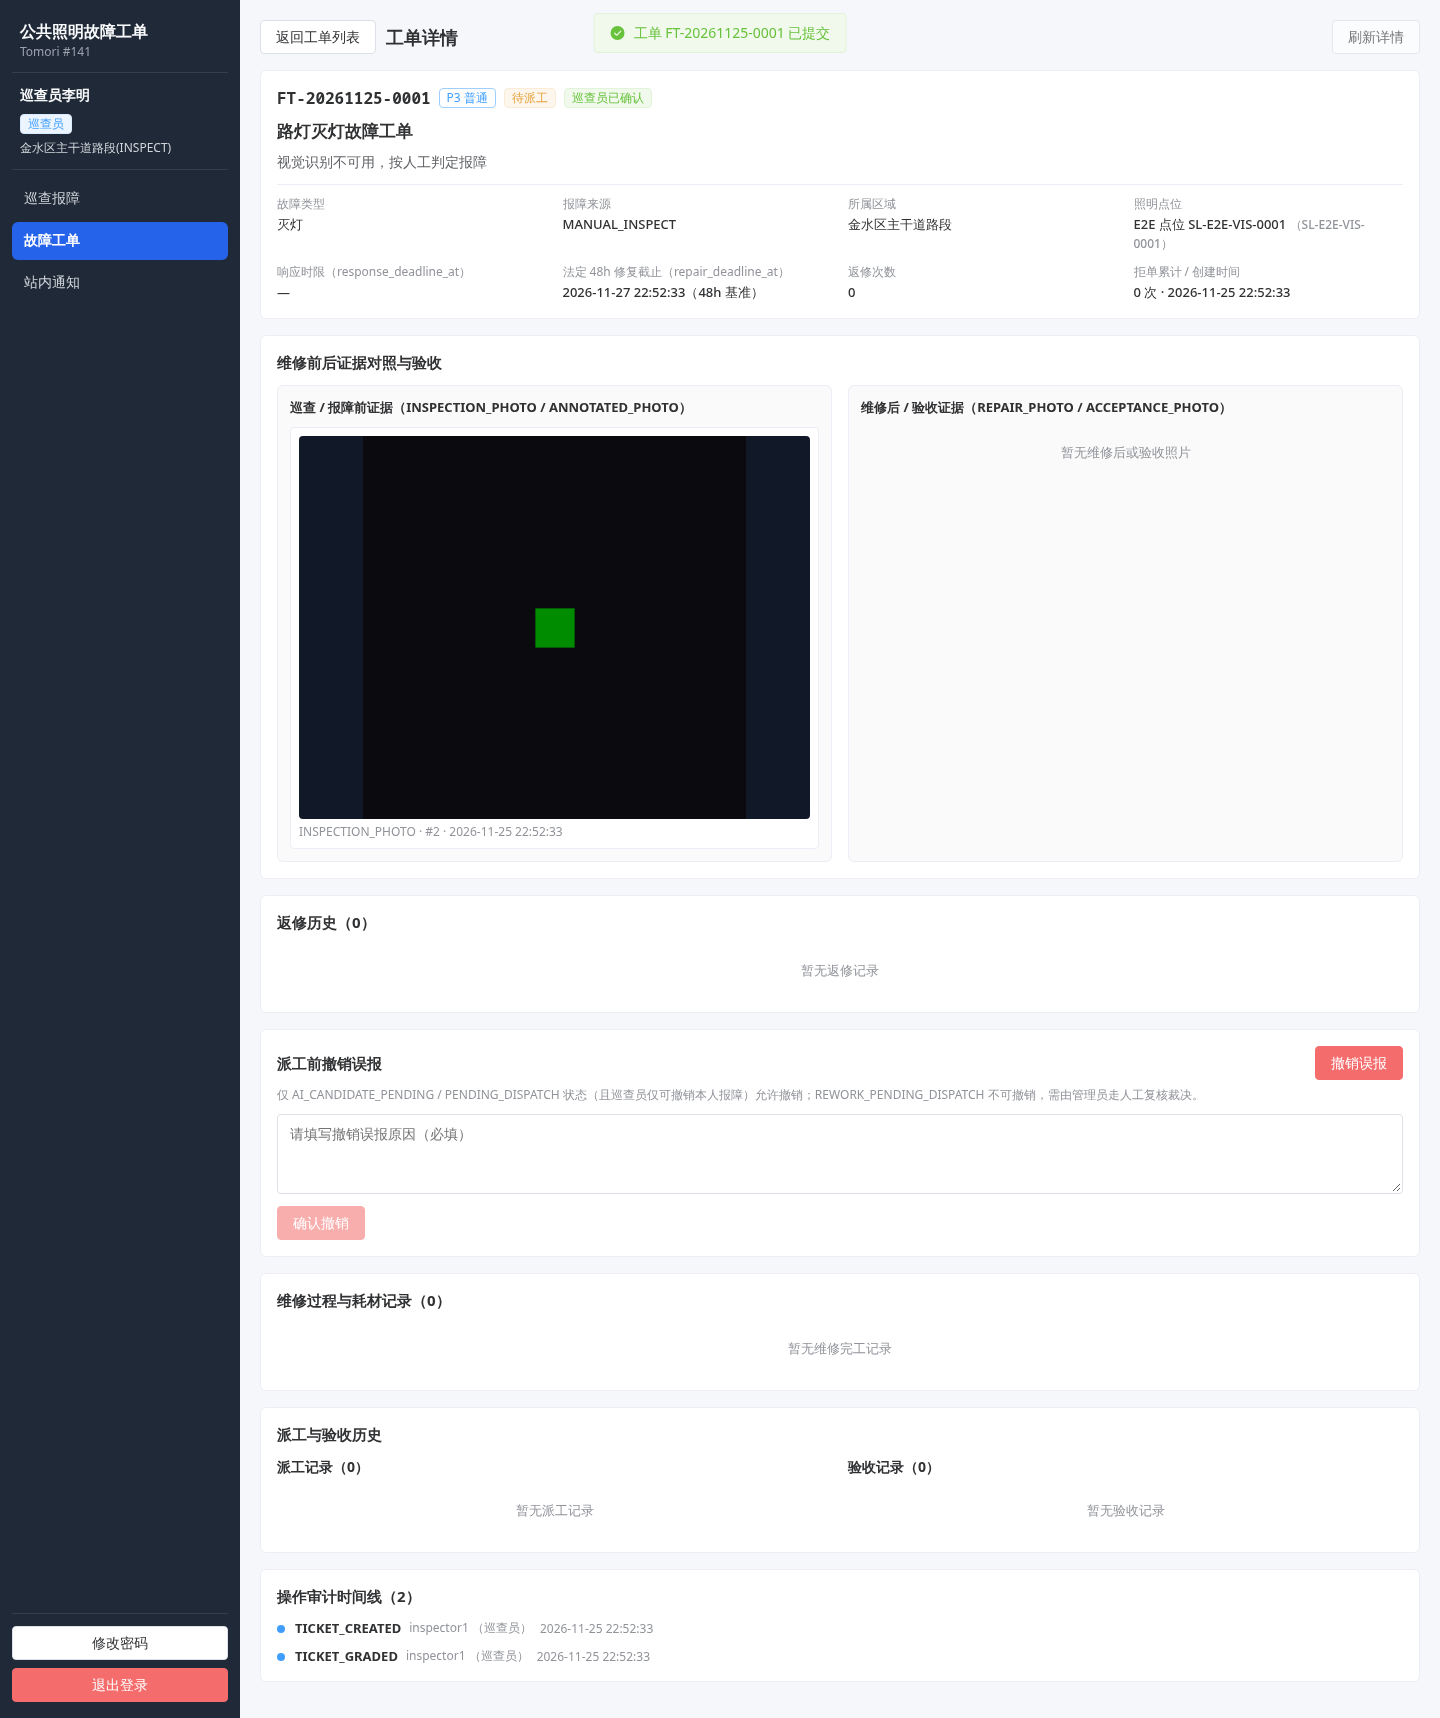 公共照明故障工单
Tomori #141
巡查员李明
巡查员
金水区主干道路段(INSPECT)
巡查报障
故障工单
站内通知
修改密码
退出登录
返回工单列表
工单详情
工单 FT-20261125-0001 已提交
刷新详情
FT-20261125-0001 P3 普通 待派工 巡查员已确认
路灯灭灯故障工单
视觉识别不可用，按人工判定报障
故障类型
灭灯
报障来源
MANUAL_INSPECT
所属区域
金水区主干道路段
照明点位
E2E 点位 SL-E2E-VIS-0001 （SL-E2E-VIS-
0001）
响应时限（response_deadline_at）
—
法定 48h 修复截止（repair_deadline_at）
2026-11-27 22:52:33（48h 基准）
返修次数
0
拒单累计 / 创建时间
0 次 · 2026-11-25 22:52:33
维修前后证据对照与验收
巡查 / 报障前证据（INSPECTION_PHOTO / ANNOTATED_PHOTO）
INSPECTION_PHOTO · #2 · 2026-11-25 22:52:33
维修后 / 验收证据（REPAIR_PHOTO / ACCEPTANCE_PHOTO）
暂无维修后或验收照片
返修历史（0）
暂无返修记录
派工前撤销误报
撤销误报
仅 AI_CANDIDATE_PENDING / PENDING_DISPATCH 状态（且巡查员仅可撤销本人报障）允许撤销；REWORK_PENDING_DISPATCH 不可撤销，需由管理员走人工复核裁决。
请填写撤销误报原因（必填）
确认撤销
维修过程与耗材记录（0）
暂无维修完工记录
派工与验收历史
派工记录（0）
暂无派工记录
验收记录（0）
暂无验收记录
操作审计时间线（2）
TICKET_CREATED inspector1 （巡查员） 2026-11-25 22:52:33
TICKET_GRADED inspector1 （巡查员） 2026-11-25 22:52:33